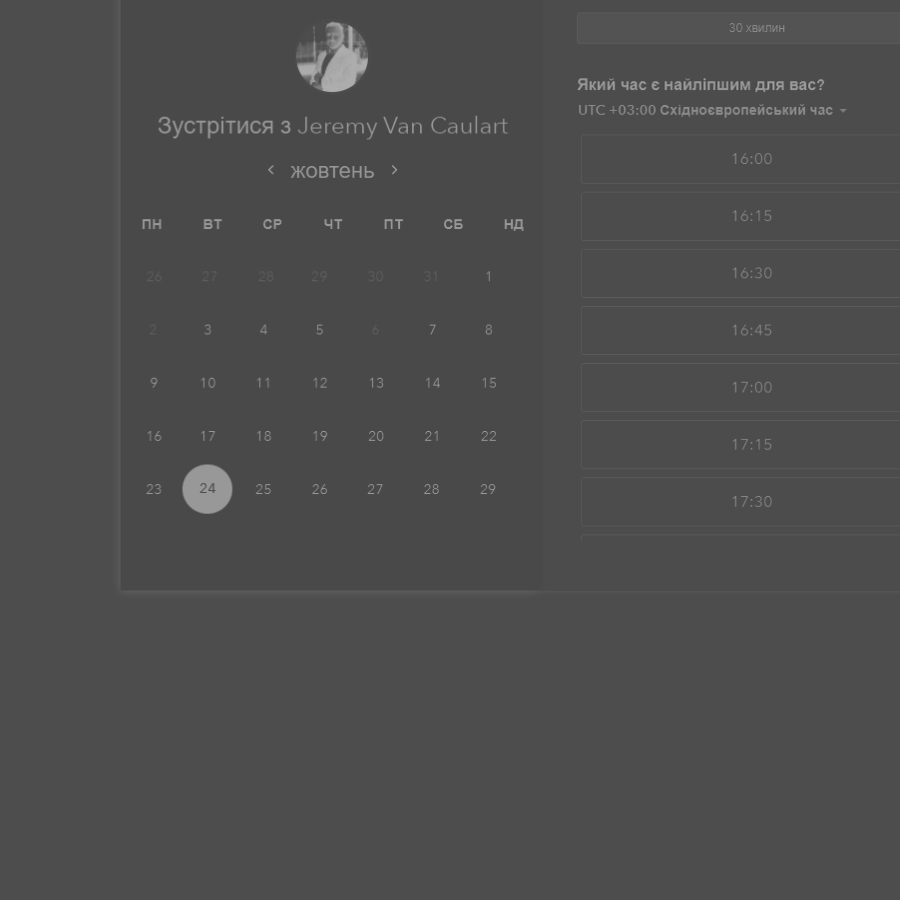 Зустрітися з Jeremy Van Caulart
жовтень
ПН ВТ СР ЧТ ПТ СБ НД
26 27 28 29 30 31 1
2 3 4 5 6 7 8
9 10 11 12 13 14 15
16 17 18 19 20 21 22
23 24 25 26 27 28 29
30 хвилин
Який час є найліпшим для вас?
UTC +03:00 Східноєвропейський час
16:00
16:15
16:30
16:45
17:00
17:15
17:30